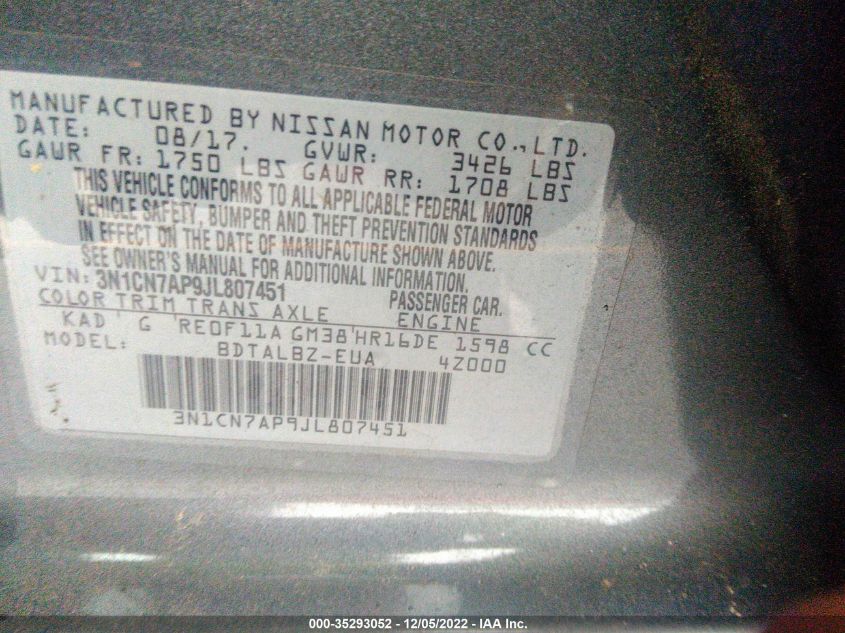 MANUFACTURED BY NISSAN MOTOR CO., LTD.
DATE: 08/17. GVWR: 3426 LBS
GAWR FR: 1750 LBS GAWR RR: 1708 LBS
THIS VEHICLE CONFORMS TO ALL APPLICABLE FEDERAL MOTOR
VEHICLE SAFETY, BUMPER AND THEFT PREVENTION STANDARDS
IN EFFECT ON THE DATE OF MANUFACTURE SHOWN ABOVE.
SEE OWNER'S MANUAL FOR ADDITIONAL INFORMATION.
VIN: 3N1CN7AP9JL807451 PASSENGER CAR.
COLOR TRIM TRANS AXLE ENGINE
KAD ' G 'RE0F11A GM38'HR16DE 1598 CC
MODEL: BDTALBZ-EUA 4Z000
3N1CN7AP9JL807451
000-35293052 - 12/05/2022 - IAA Inc.